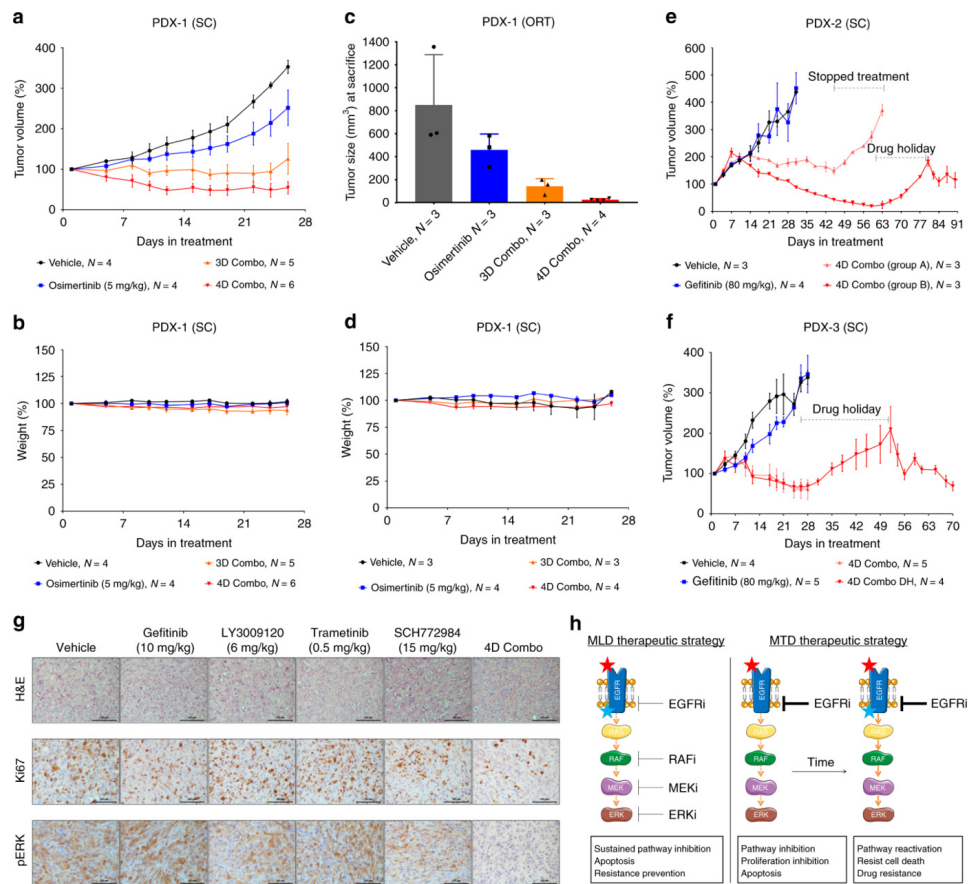 a
PDX-1 (SC)
Tumor volume (%)
400
300
200
100
0
0 7 14 21 28
Days in treatment
Vehicle, N = 4
Osimertinib (5 mg/kg), N = 4
3D Combo, N = 5
4D Combo, N = 6
b
PDX-1 (SC)
Weight (%)
150
125
100
75
50
25
0
0 7 14 21 28
Days in treatment
Vehicle, N = 4
Osimertinib (5 mg/kg), N = 4
3D Combo, N = 5
4D Combo, N = 6
c
PDX-1 (ORT)
Tumor size (mm³) at sacrifice
1400
1200
1000
800
600
400
200
0
Vehicle, N = 3
Osimertinib N = 3
3D Combo, N = 3
4D Combo, N = 4
d
PDX-1 (SC)
Weight (%)
150
125
100
75
50
25
0
0 7 14 21 28
Days in treatment
Vehicle, N = 3
Osimertinib (5 mg/kg), N = 4
3D Combo, N = 3
4D Combo, N = 4
e
PDX-2 (SC)
Tumor volume (%)
600
500
400
300
200
100
0
Stopped treatment
Drug holiday
0 7 14 21 28 35 42 49 56 63 70 77 84 91
Days in treatment
Vehicle, N = 3
Gefitinib (80 mg/kg), N = 4
4D Combo (group A), N = 3
4D Combo (group B), N = 3
f
PDX-3 (SC)
Tumor volume (%)
400
300
200
100
0
Drug holiday
0 7 14 21 28 35 42 49 56 63 70
Days in treatment
Vehicle, N = 4
Gefitinib (80 mg/kg), N = 5
4D Combo, N = 5
4D Combo DH, N = 4
g
Vehicle
Gefitinib
(10 mg/kg)
LY3009120
(6 mg/kg)
Trametinib
(0.5 mg/kg)
SCH772984
(15 mg/kg)
4D Combo
H&E
Ki67
pERK
h
MLD therapeutic strategy
MTD therapeutic strategy
EGFR
EGFRi
RAS
RAF
RAFi
MEK
MEKi
ERK
ERKi
EGFR
EGFRi
RAS
RAF
MEK
ERK
Time
EGFR
EGFRi
RAS
RAF
MEK
ERK
Sustained pathway inhibition
Apoptosis
Resistance prevention
Pathway inhibition
Proliferation inhibition
Apoptosis
Pathway reactivation
Resist cell death
Drug resistance